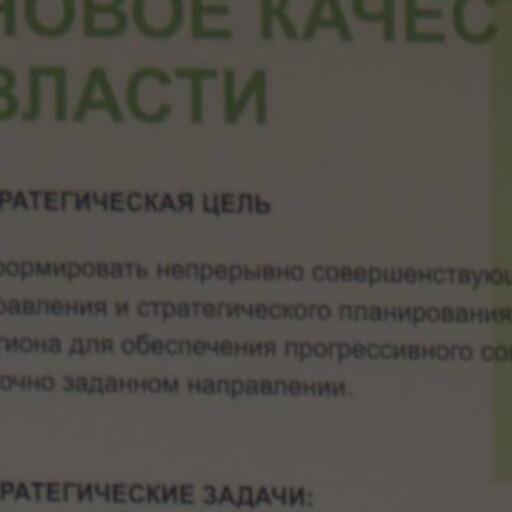 НОВОЕ КАЧЕС
ВЛАСТИ
РАТЕГИЧЕСКАЯ ЦЕЛЬ
формировать непрерывно совершенствующ
равления и стратегического планирования
гиона для обеспечения прогрессивного со
очно заданном направлении.
РАТЕГИЧЕСКИЕ ЗАДАЧИ: